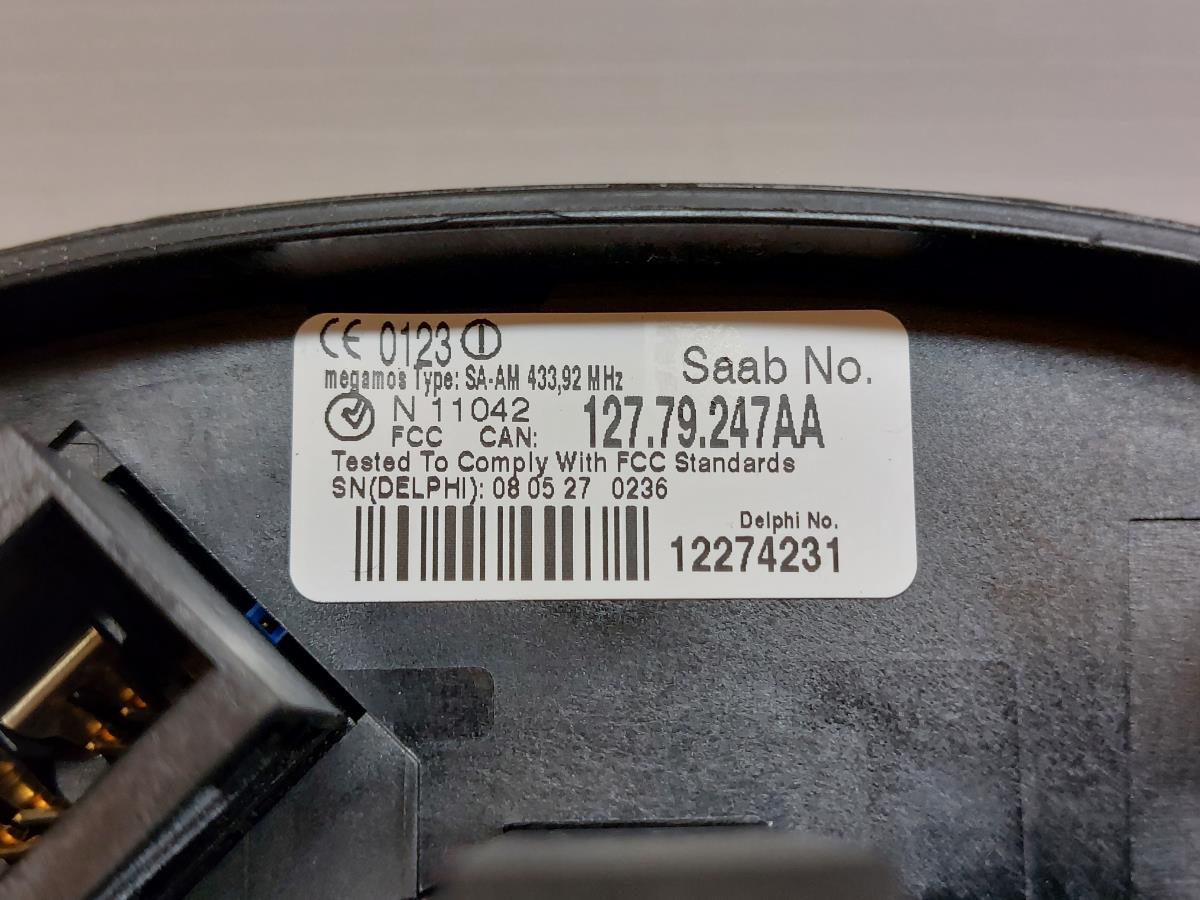 CE 0123
megamos Type: SA-AM 433,92 MHz
Saab No.
N 11042
FCC CAN:
127.79.247AA
Tested To Comply With FCC Standards
SN(DELPHI): 08 05 27 0236
Delphi No.
12274231